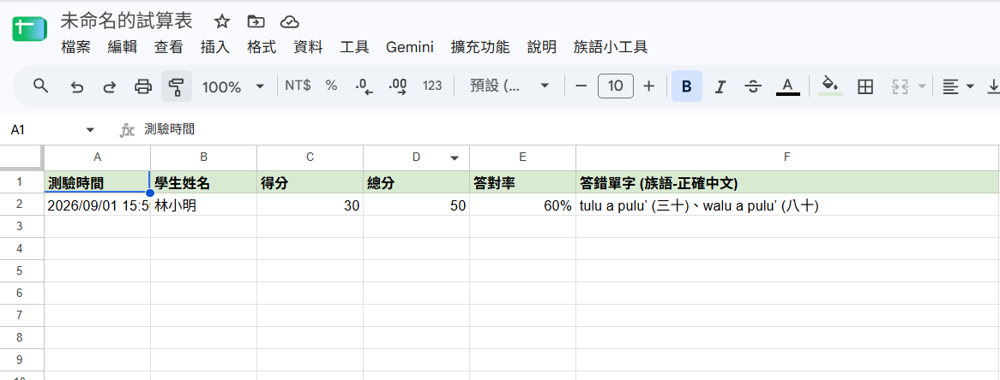 未命名的試算表
檔案 編輯 查看 插入 格式 資料 工具 Gemini 擴充功能 說明 族語小工具
100% NT$ % .0 .00 123 預設 (... 10 B I S A
A1 fx 測驗時間
A B C D E F
1 測驗時間 學生姓名 得分 總分 答對率 答錯單字 (族語-正確中文)
2 2026/09/01 15:5 林小明 30 50 60% tulu a pulu’ (三十)、walu a pulu’ (八十)
3
4
5
6
7
8
9